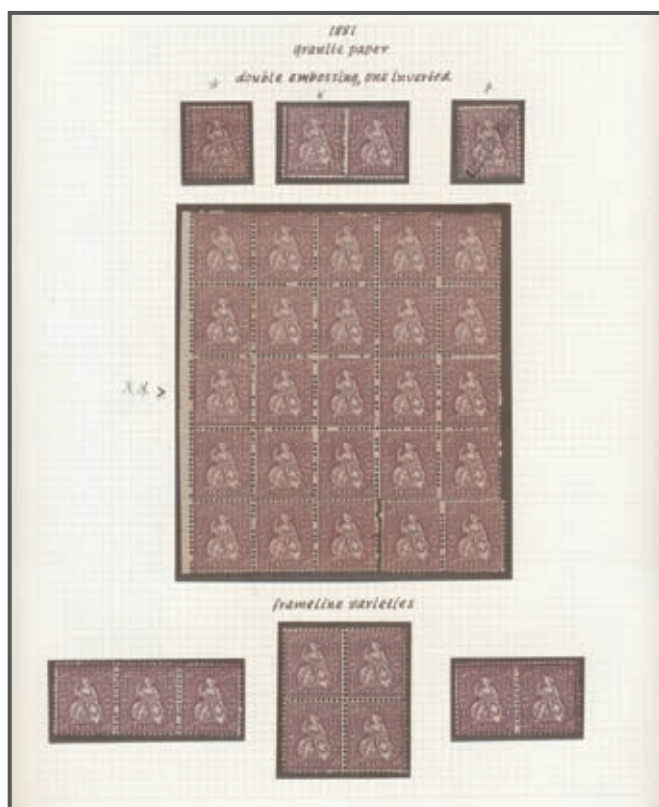 1881
granite paper
double embossing, one inverted.
frameline varieties